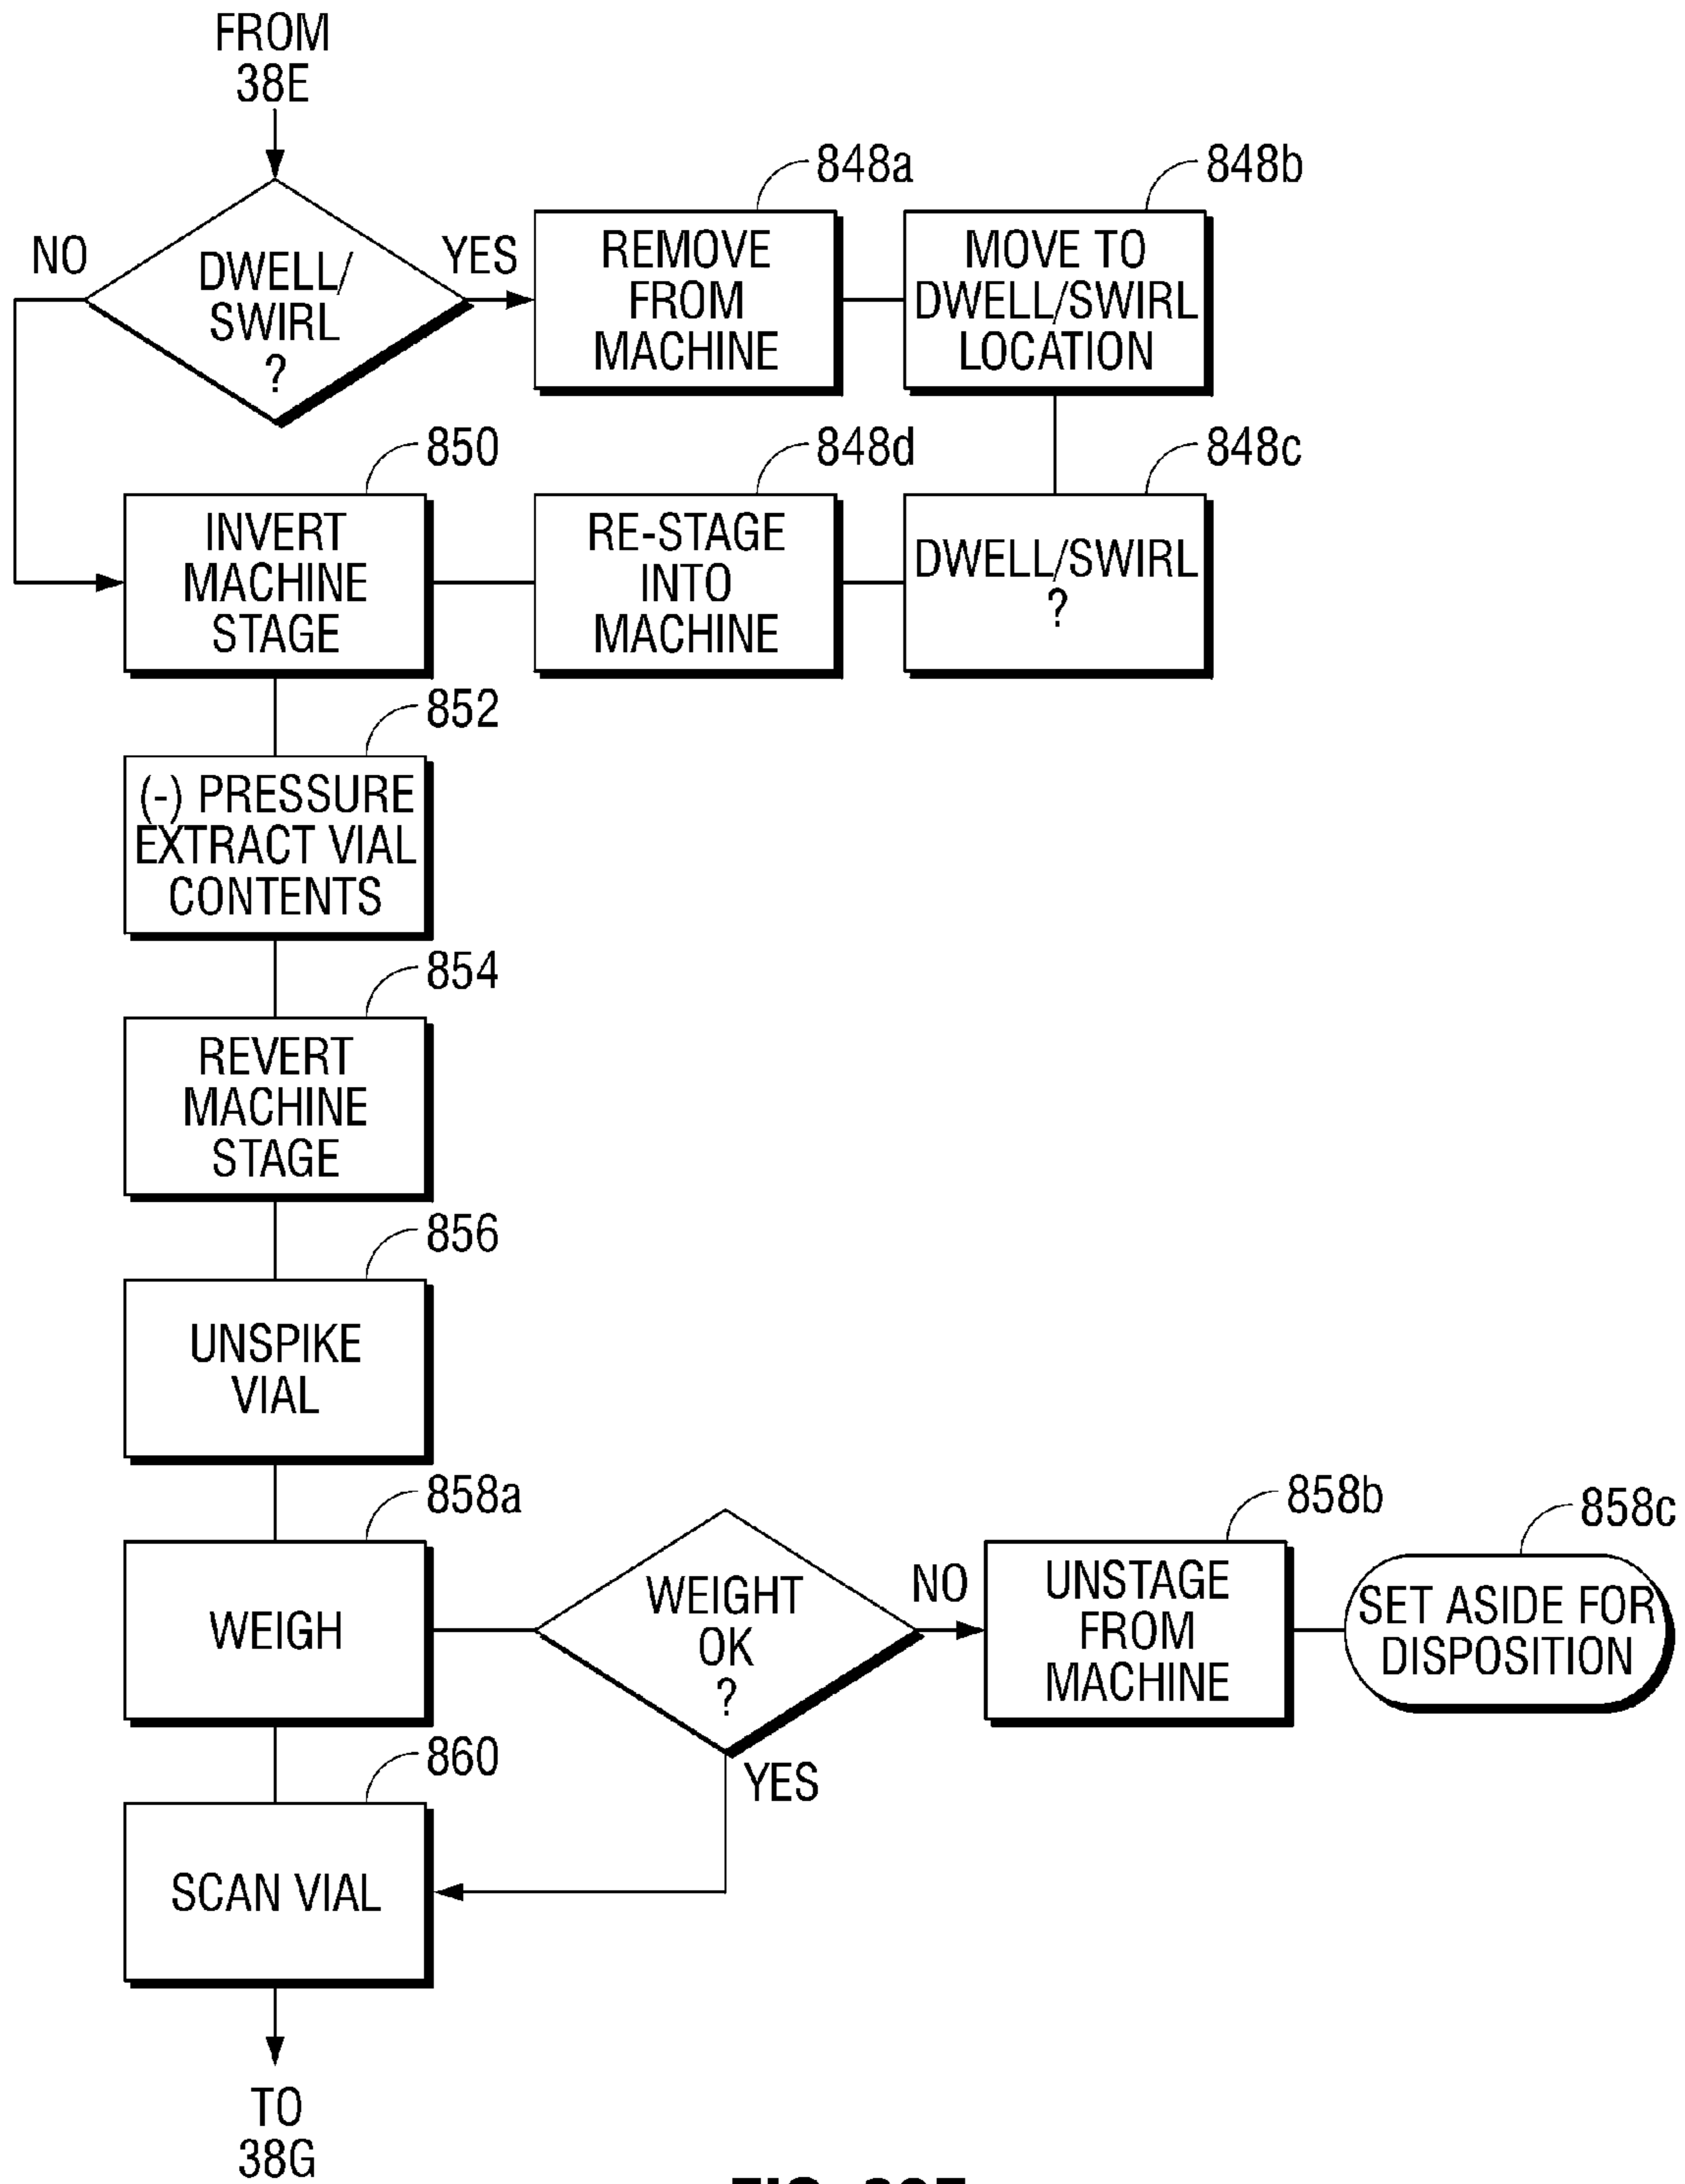 FROM
38E
NO
DWELL/
SWIRL
?
YES
848a
REMOVE
FROM
MACHINE
848b
MOVE TO
DWELL/SWIRL
LOCATION
850
INVERT
MACHINE
STAGE
848d
RE-STAGE
INTO
MACHINE
848c
DWELL/SWIRL
?
852
(-) PRESSURE
EXTRACT VIAL
CONTENTS
854
REVERT
MACHINE
STAGE
856
UNSPIKE
VIAL
858a
WEIGH
WEIGHT
OK
?
NO
YES
858b
UNSTAGE
FROM
MACHINE
858c
SET ASIDE FOR
DISPOSITION
860
SCAN VIAL
TO
38G